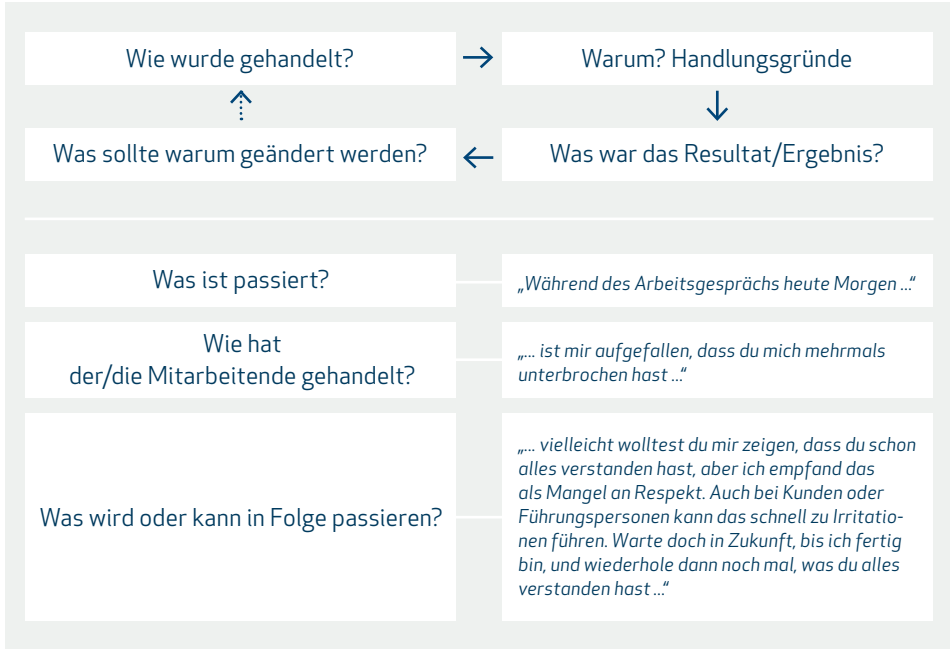 Wie wurde gehandelt?
Warum? Handlungsgründe
Was sollte warum geändert werden?
Was war das Resultat/Ergebnis?
Was ist passiert?
„Während des Arbeitsgesprächs heute Morgen ...“
Wie hat
der/die Mitarbeitende gehandelt?
„... ist mir aufgefallen, dass du mich mehrmals
unterbrochen hast ...“
Was wird oder kann in Folge passieren?
„... vielleicht wolltest du mir zeigen, dass du schon
alles verstanden hast, aber ich empfand das
als Mangel an Respekt. Auch bei Kunden oder
Führungspersonen kann das schnell zu Irritatio-
nen führen. Warte doch in Zukunft, bis ich fertig
bin, und wiederhole dann noch mal, was du alles
verstanden hast ...“